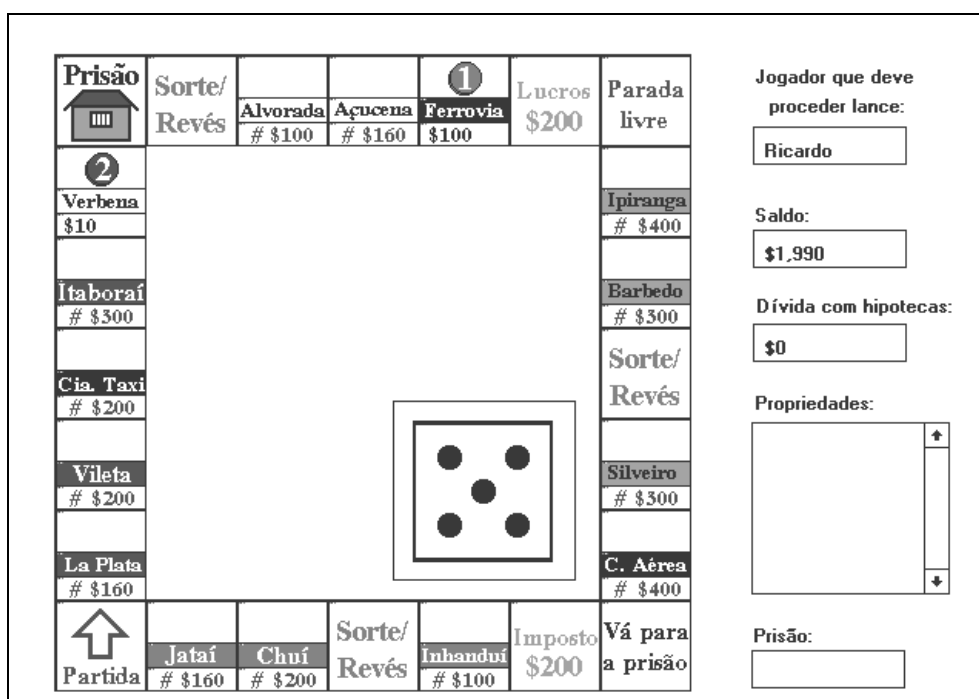 Prisão
Sorte/
Revés
Alvorada
# $100
Açucena
# $160
1
Ferrovia
$100
Lucros
$200
Parada
livre
2
Verbena
$10
Itaboraí
# $300
Cia. Taxi
# $200
Vileta
# $200
La Plata
# $160
Ipiranga
# $400
Barbedo
# $300
Sorte/
Revés
Silveiro
# $300
C. Aérea
# $400
Partida
Jataí
# $160
Chuí
# $200
Sorte/
Revés
Inhanduí
# $100
Imposto
$200
Vá para
a prisão
Jogador que deve
proceder lance:
Ricardo
Saldo:
$1,990
Dívida com hipotecas:
$0
Propriedades:
Prisão: